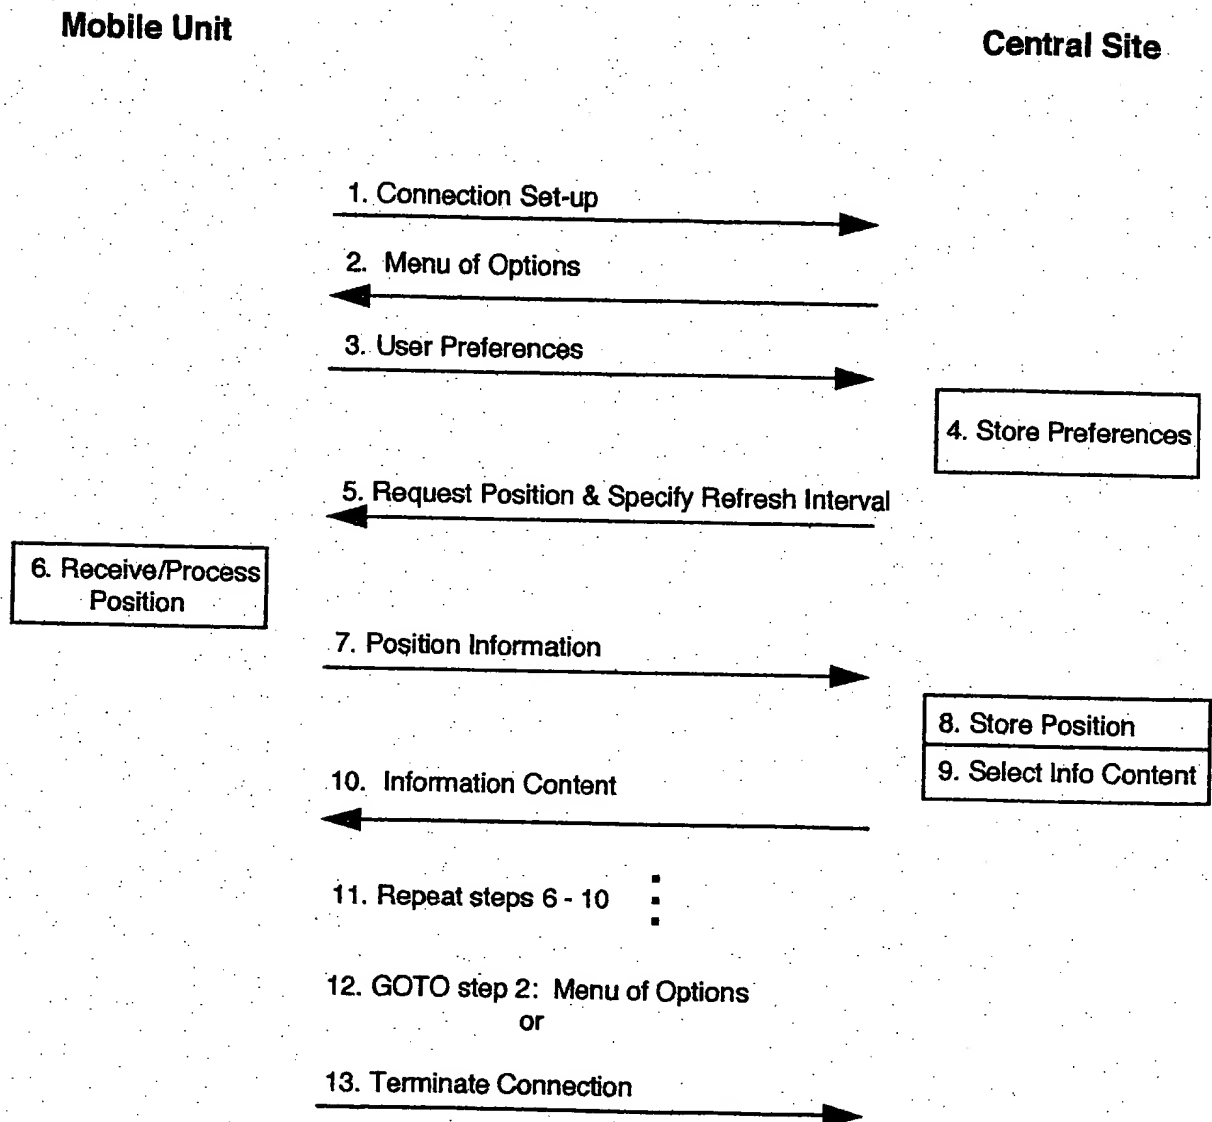 Mobile Unit
Central Site
1. Connection Set-up
2. Menu of Options
3. User Preferences
4. Store Preferences
5. Request Position & Specify Refresh Interval
6. Receive/Process
Position
7. Position Information
8. Store Position
9. Select Info Content
10. Information Content
11. Repeat steps 6 - 10
12. GOTO step 2: Menu of Options
or
13. Terminate Connection